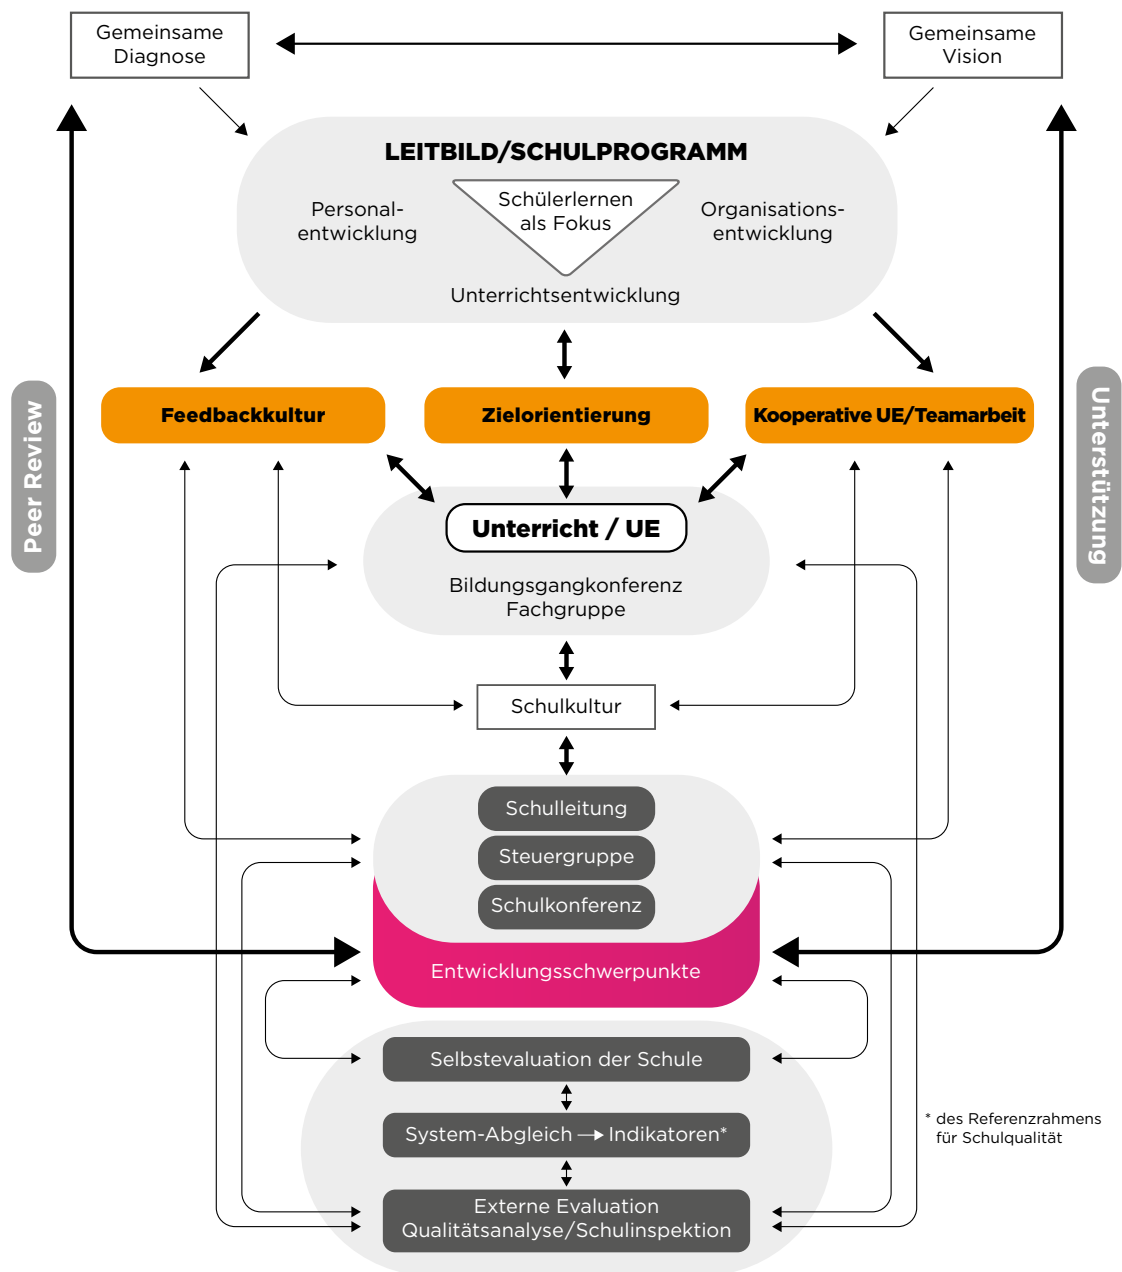 Gemeinsame
Diagnose
Gemeinsame
Vision
LEITBILD/SCHULPROGRAMM
Personal-
entwicklung
Schülerlernen
als Fokus
Organisations-
entwicklung
Unterrichtsentwicklung
Peer Review
Unterstützung
Feedbackkultur
Zielorientierung
Kooperative UE/Teamarbeit
Unterricht / UE
Bildungsgangkonferenz
Fachgruppe
Schulkultur
Schulleitung
Steuergruppe
Schulkonferenz
Entwicklungsschwerpunkte
Selbstevaluation der Schule
System-Abgleich → Indikatoren*
* des Referenzrahmens
für Schulqualität
Externe Evaluation
Qualitätsanalyse/Schulinspektion